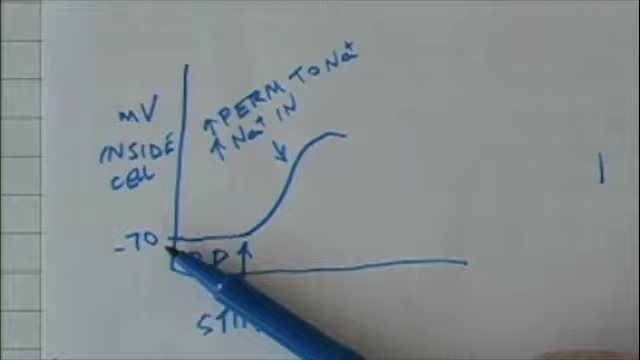 ↑PERM TO Na⁺
↑ Na⁺ IN
mV
INSIDE
CELL
-70